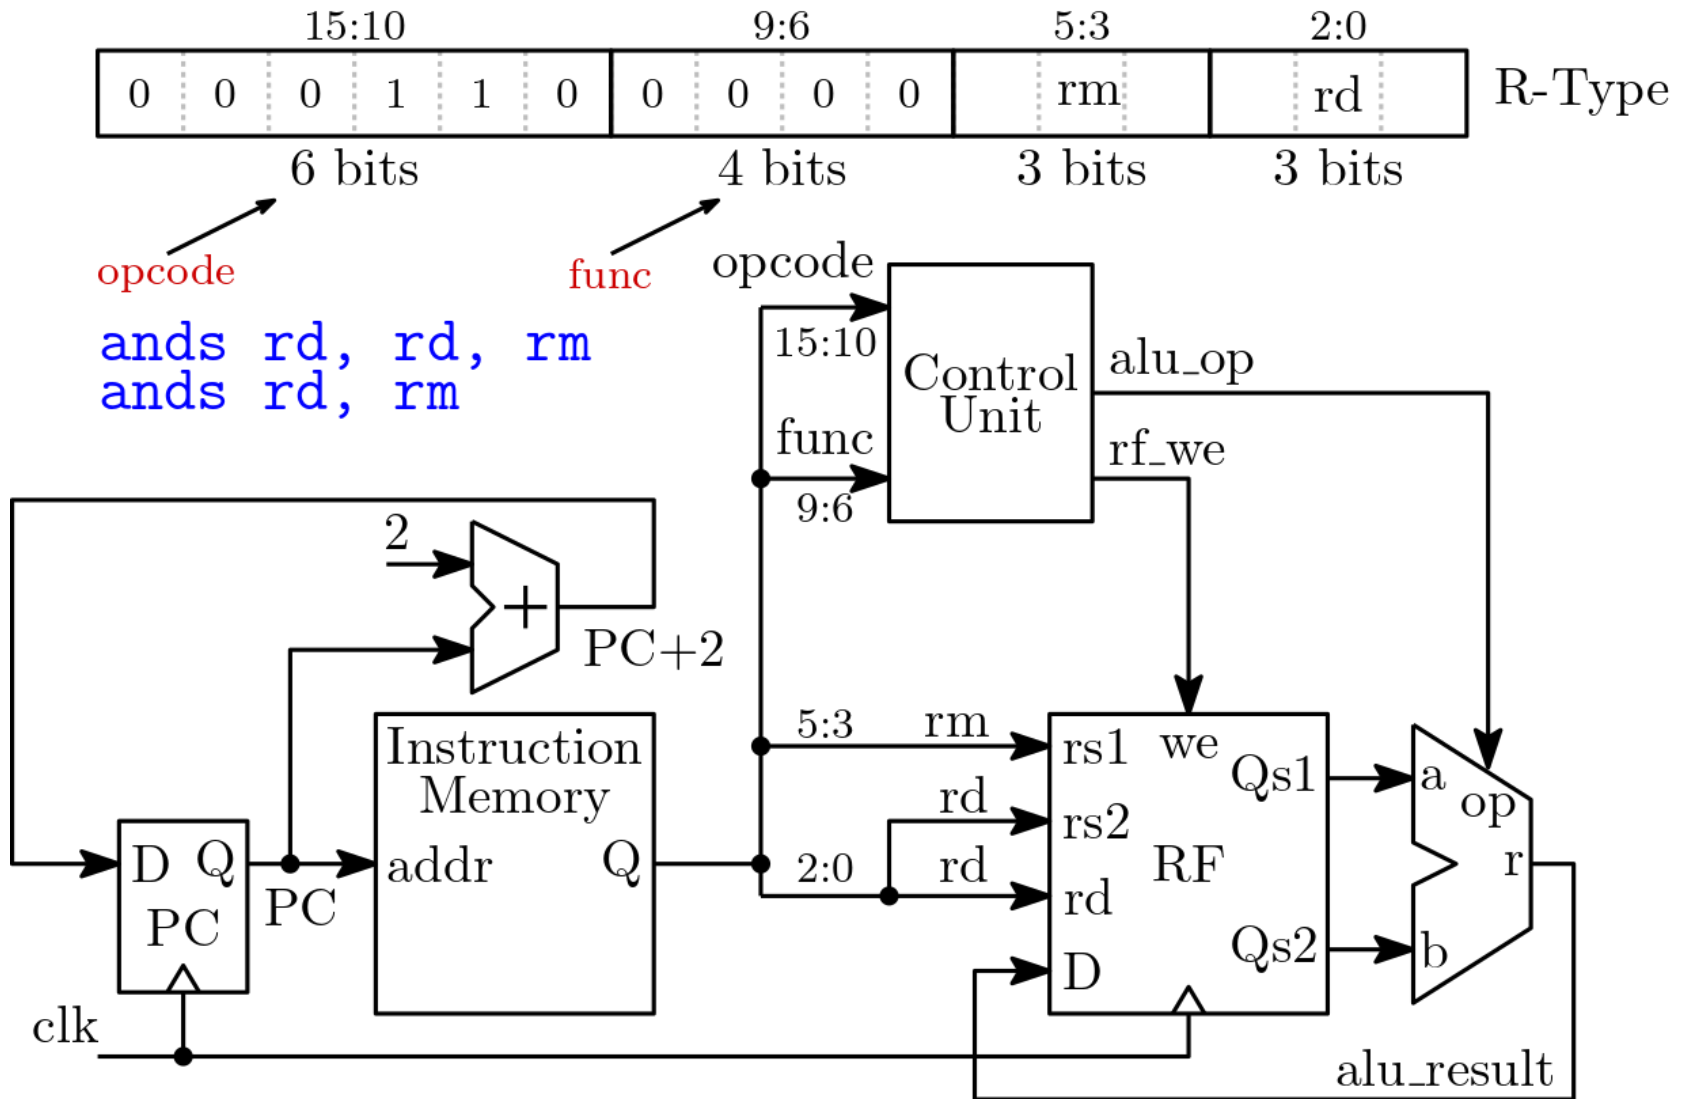 15:10 9:6 5:3 2:0
0 0 0 1 1 0 0 0 0 0 rm rd R-Type
6 bits 4 bits 3 bits 3 bits
opcode func
ands rd, rd, rm
ands rd, rm
opcode
15:10
func
9:6
Control
Unit
alu_op
rf_we
2
+
PC+2
Instruction
Memory
addr Q
D Q
PC
PC
clk
5:3 rm
rd
2:0 rd
rs1 we Qs1
rs2
RF
rd
D Qs2
a op
r
b
alu_result